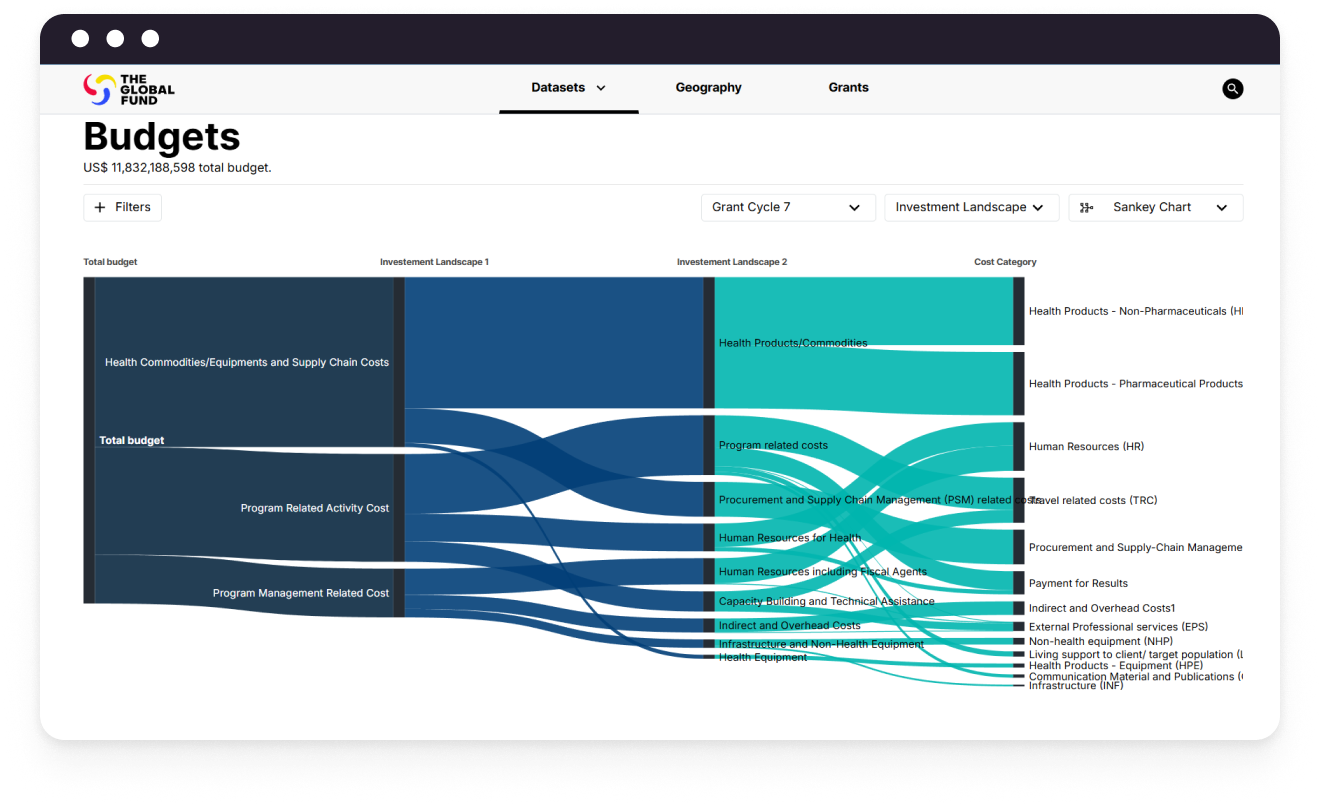 THE
GLOBAL
FUND
Datasets
Geography
Grants
Budgets
US$ 11,832,188,598 total budget.
Filters
Grant Cycle 7
Investment Landscape
Sankey Chart
Total budget
Investement Landscape 1
Investement Landscape 2
Cost Category
Health Commodities/Equipments and Supply Chain Costs
Total budget
Program Related Activity Cost
Program Management Related Cost
Health Products/Commodities
Program related costs
Procurement and Supply Chain Management (PSM) related costs
Human Resources for Health
Human Resources including Fiscal Agents
Capacity Building and Technical Assistance
Indirect and Overhead Costs
Infrastructure and Non-Health Equipment
Health Equipment
Health Products - Non-Pharmaceuticals (H
Health Products - Pharmaceutical Products
Human Resources (HR)
Travel related costs (TRC)
Procurement and Supply-Chain Manageme
Payment for Results
Indirect and Overhead Costs1
External Professional services (EPS)
Non-health equipment (NHP)
Living support to client/ target population (
Health Products - Equipment (HPE)
Communication Material and Publications (
Infrastructure (INF)